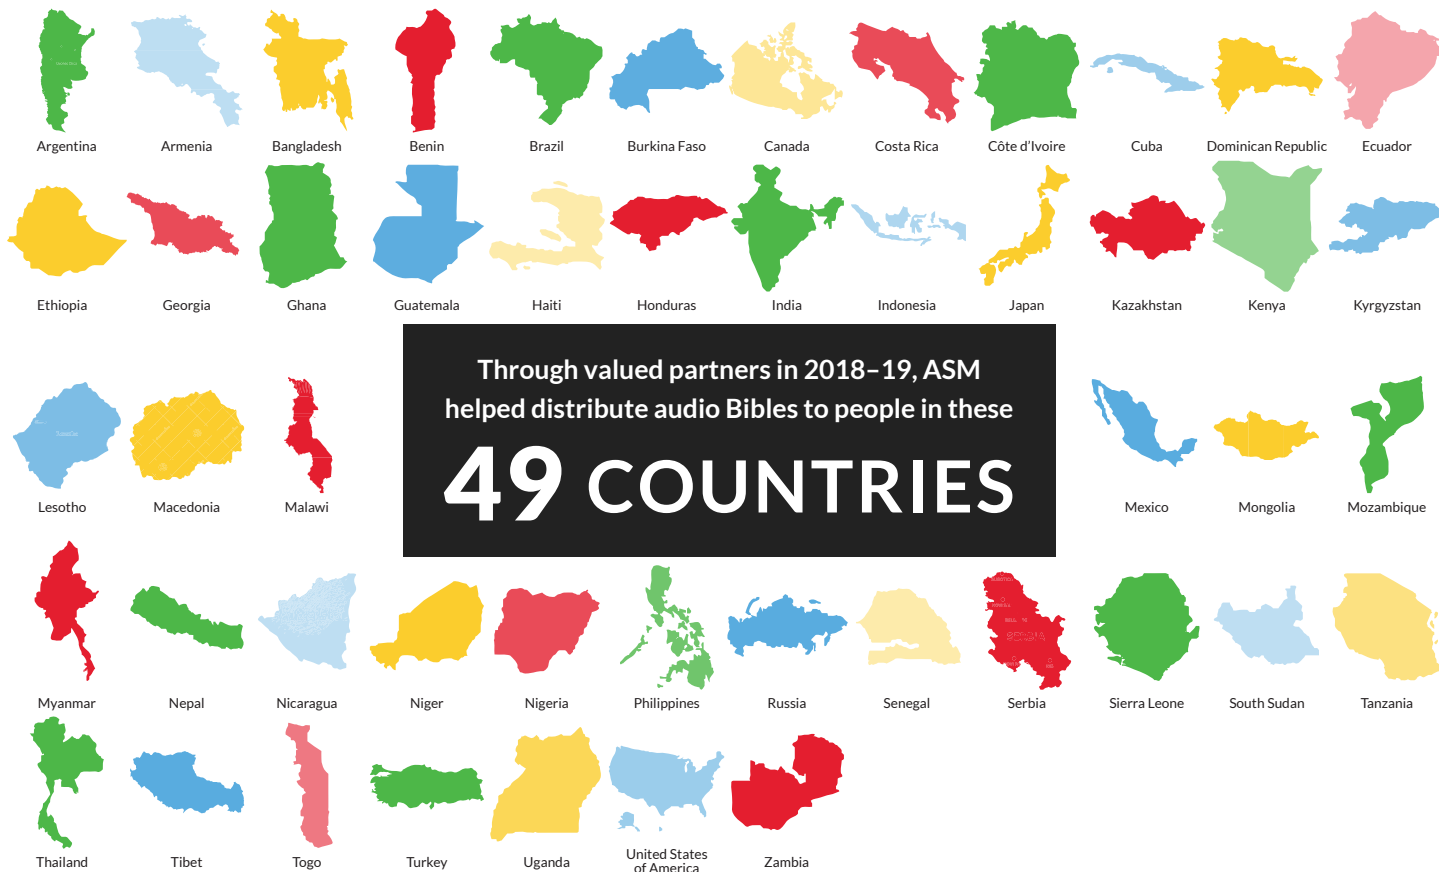 Argentina
Armenia
Bangladesh
Benin
Brazil
Burkina Faso
Canada
Costa Rica
Côte d'Ivoire
Cuba
Dominican Republic
Ecuador
Ethiopia
Georgia
Ghana
Guatemala
Haiti
Honduras
India
Indonesia
Japan
Kazakhstan
Kenya
Kyrgyzstan
Through valued partners in 2018–19, ASM
helped distribute audio Bibles to people in these
49 COUNTRIES
Lesotho
Macedonia
Malawi
Mexico
Mongolia
Mozambique
Myanmar
Nepal
Nicaragua
Niger
Nigeria
Philippines
Russia
Senegal
Serbia
Sierra Leone
South Sudan
Tanzania
Thailand
Tibet
Togo
Turkey
Uganda
United States
of America
Zambia